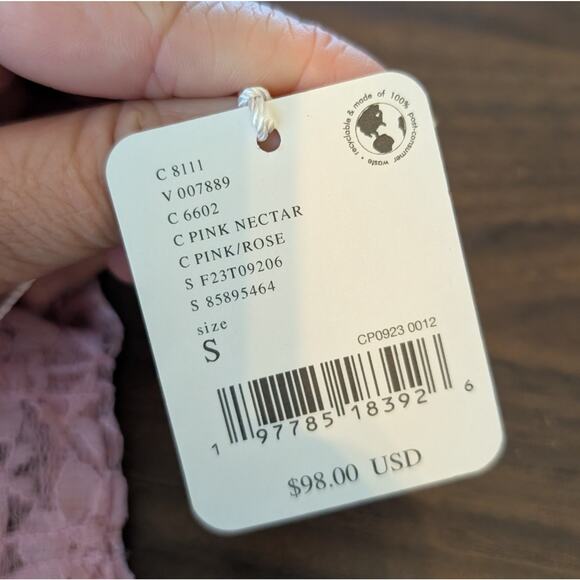 recyclable & made of 100% post-consumer waste •
C 8111
V 007889
C 6602
C PINK NECTAR
C PINK/ROSE
S F23T09206
S 85895464
size
S
CP0923 0012
1 97785 18392 6
$98.00 USD